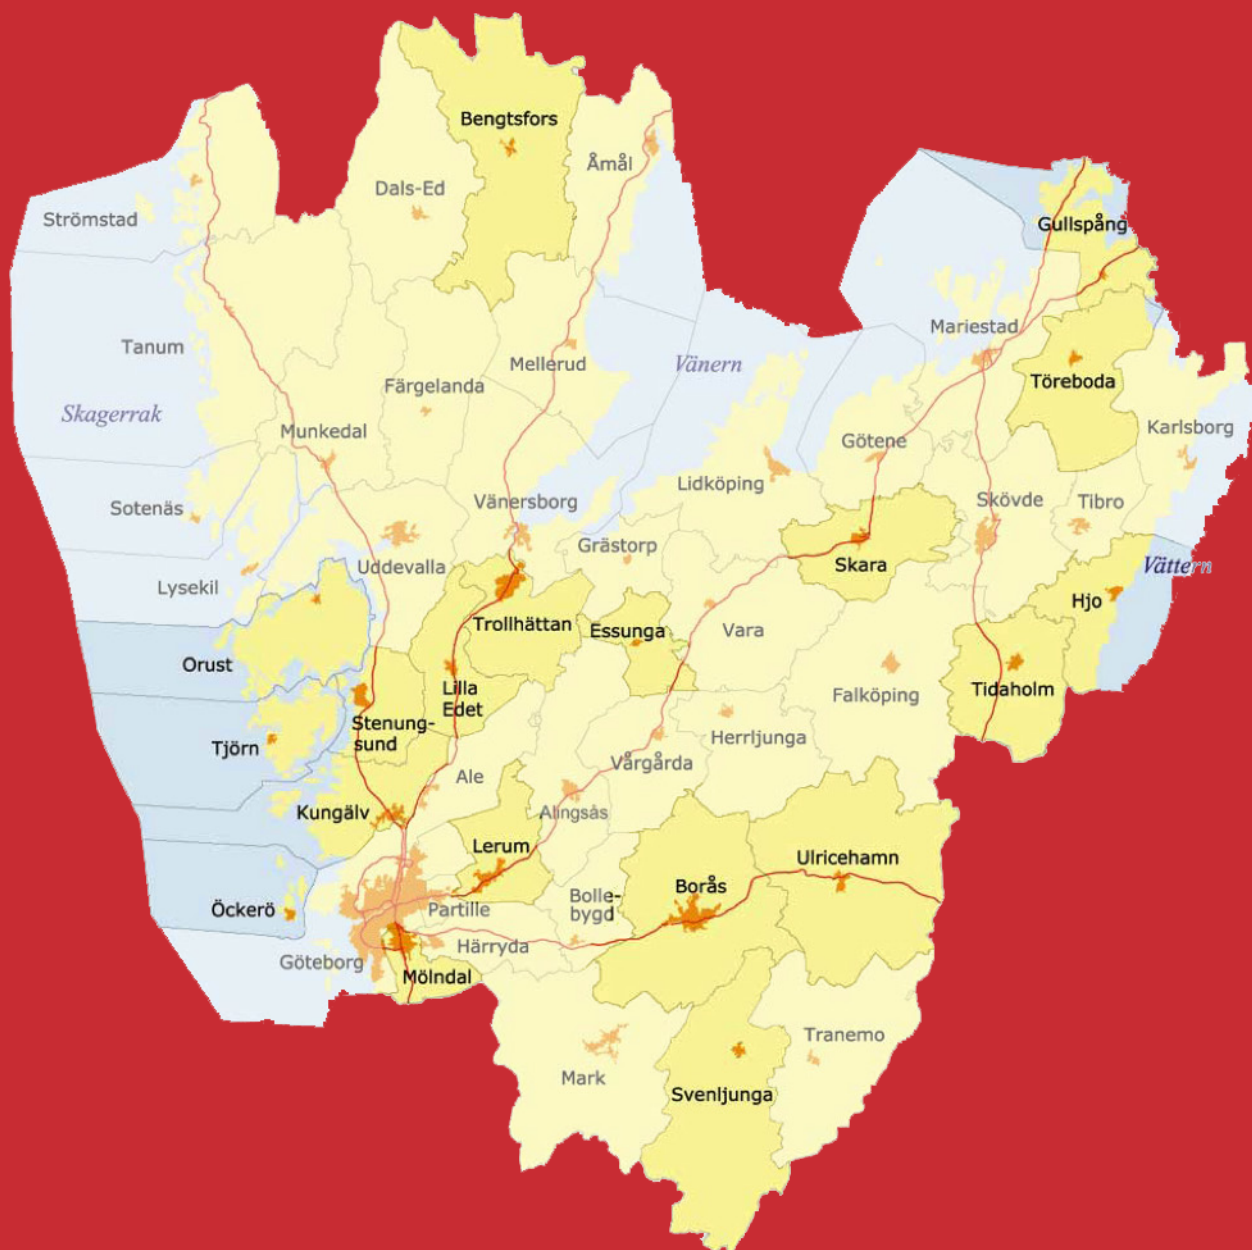 Bengtsfors
Åmål
Dals-Ed
Strömstad
Gullspång
Mariestad
Tanum
Mellerud
Vänern
Färgelanda
Töreboda
Skagerrak
Munkedal
Götene
Karlsborg
Lidköping
Vänersborg
Skövde
Tibro
Sotenäs
Grästorp
Uddevalla
Skara
Vättern
Lysekil
Hjo
Trollhättan
Essunga
Vara
Orust
Lilla
Edet
Falköping
Tidaholm
Stenung-
sund
Tjörn
Herrljunga
Vårgårda
Ale
Kungälv
Alingsås
Lerum
Ulricehamn
Borås
Bolle-
bygd
Öckerö
Partille
Härryda
Göteborg
Mölndal
Tranemo
Mark
Svenljunga